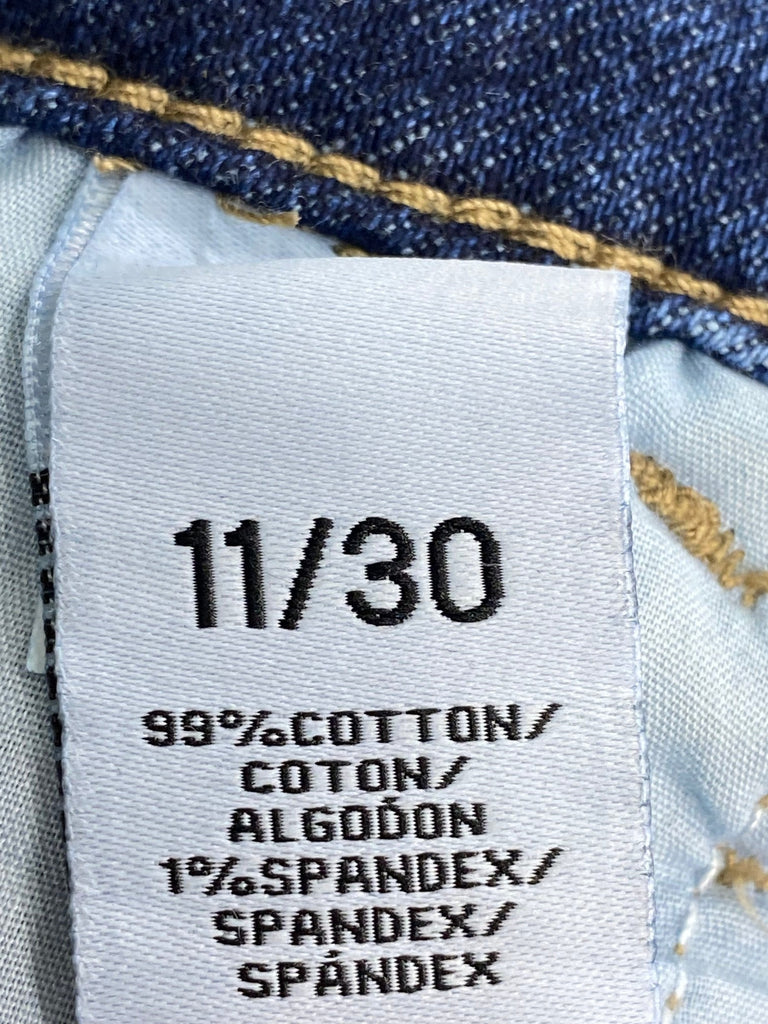 11/30
99%COTTON/
COTON/
ALGODÓN
1%SPANDEX/
SPANDEX/
SPÁNDEX